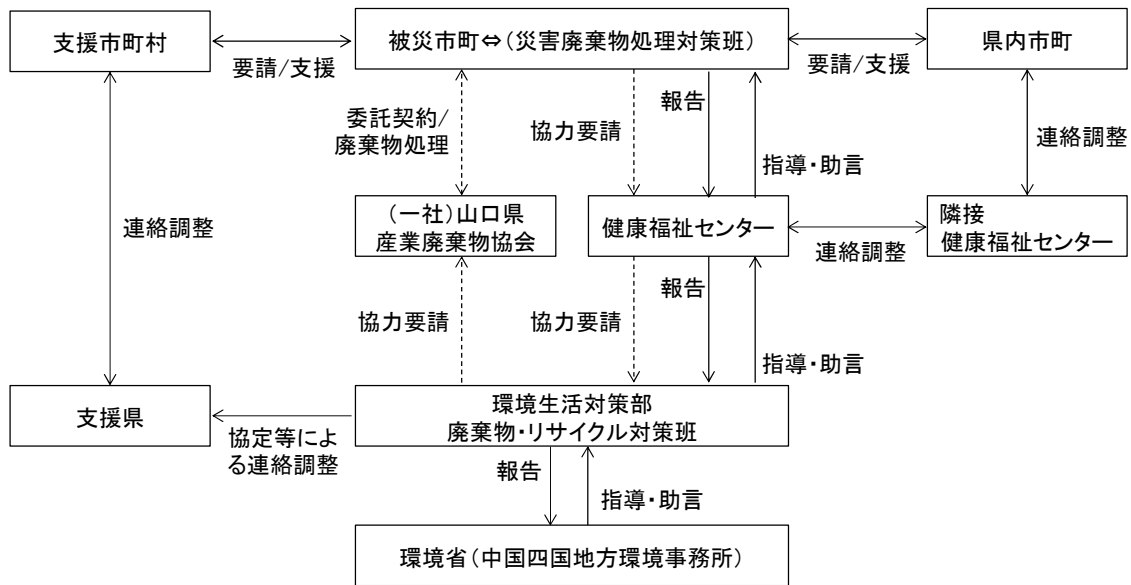 支援市町村
被災市町⇔(災害廃棄物処理対策班)
県内市町
要請/支援
要請/支援
委託契約/
廃棄物処理
協力要請
報告
指導・助言
連絡調整
連絡調整
(一社)山口県
産業廃棄物協会
健康福祉センター
隣接
健康福祉センター
連絡調整
協力要請
協力要請
報告
指導・助言
支援県
協定等によ
る連絡調整
環境生活対策部
廃棄物・リサイクル対策班
報告
指導・助言
環境省(中国四国地方環境事務所)